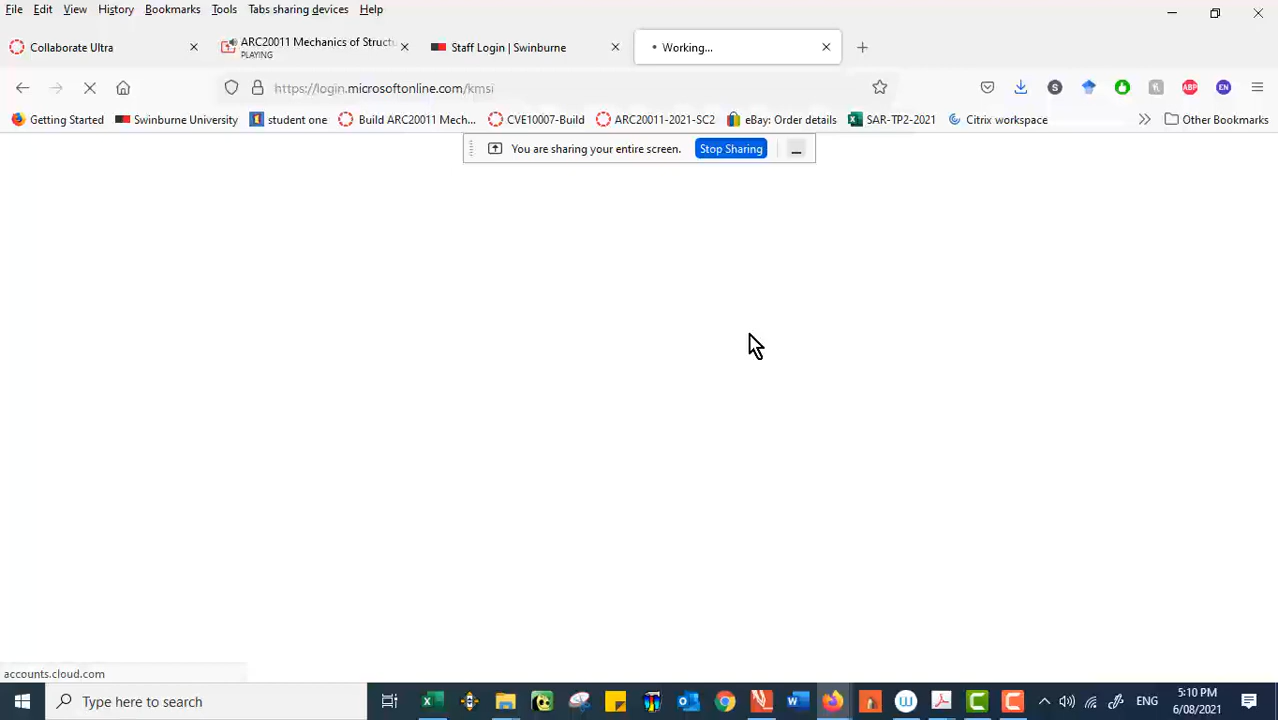 File Edit View History Bookmarks Tools Tabs sharing devices Help
Collaborate Ultra
ARC20011 Mechanics of Structu
PLAYING
Staff Login | Swinburne
Working...
https://login.microsoftonline.com/kmsi
Getting Started Swinburne University student one Build ARC20011 Mech... CVE10007-Build ARC20011-2021-SC2 eBay: Order details SAR-TP2-2021 Citrix workspace Other Bookmarks
You are sharing your entire screen. Stop Sharing
accounts.cloud.com
Type here to search
ENG
5:10 PM
6/08/2021